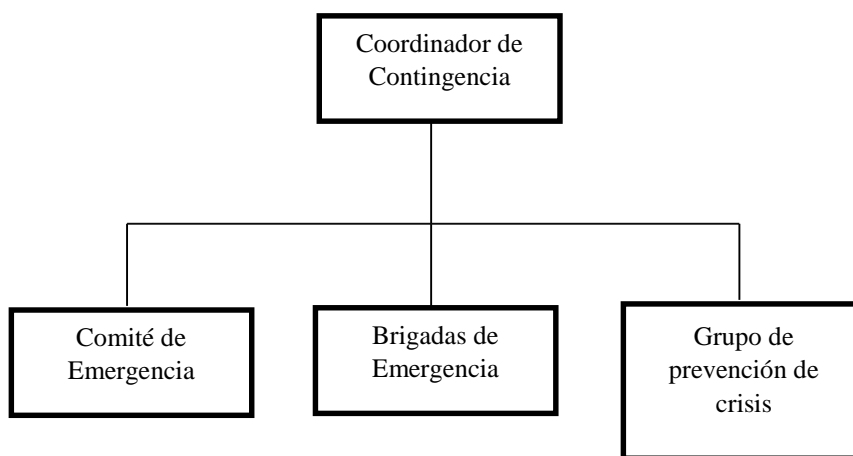 Coordinador de
Contingencia
Comité de
Emergencia
Brigadas de
Emergencia
Grupo de
prevención de
crisis